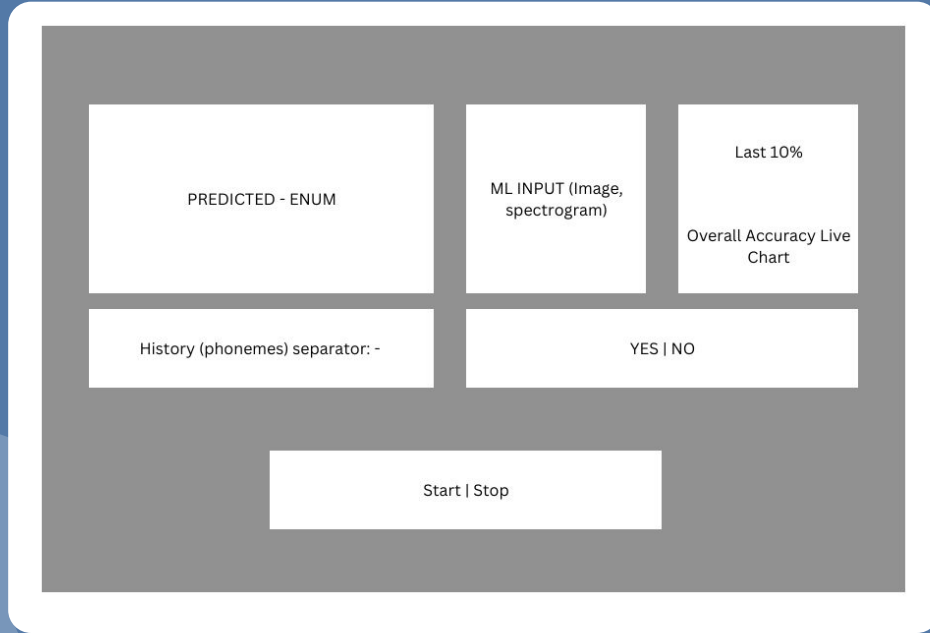 PREDICTED - ENUM
ML INPUT (Image,
spectrogram)
Last 10%
Overall Accuracy Live
Chart
History (phonemes) separator: -
YES | NO
Start | Stop